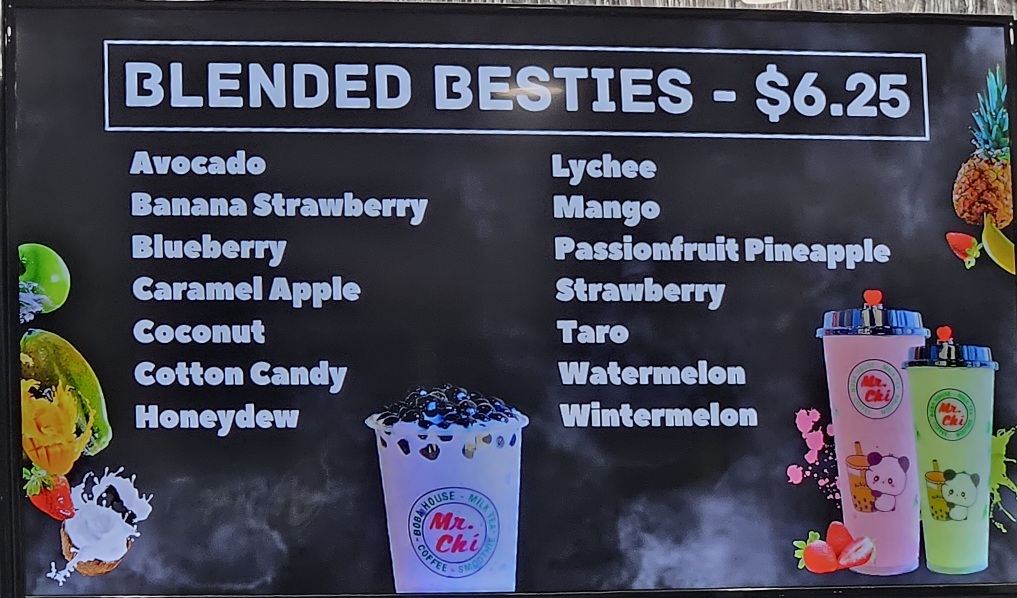 BLENDED BESTIES - $6.25
Avocado
Banana Strawberry
Blueberry
Caramel Apple
Coconut
Cotton Candy
Honeydew
Lychee
Mango
Passionfruit Pineapple
Strawberry
Taro
Watermelon
Wintermelon
BOBA HOUSE - MILK TEA
Mr.
Chi
COFFEE - SMOOTHIE
Mr.
Chi
Mr.
Chi